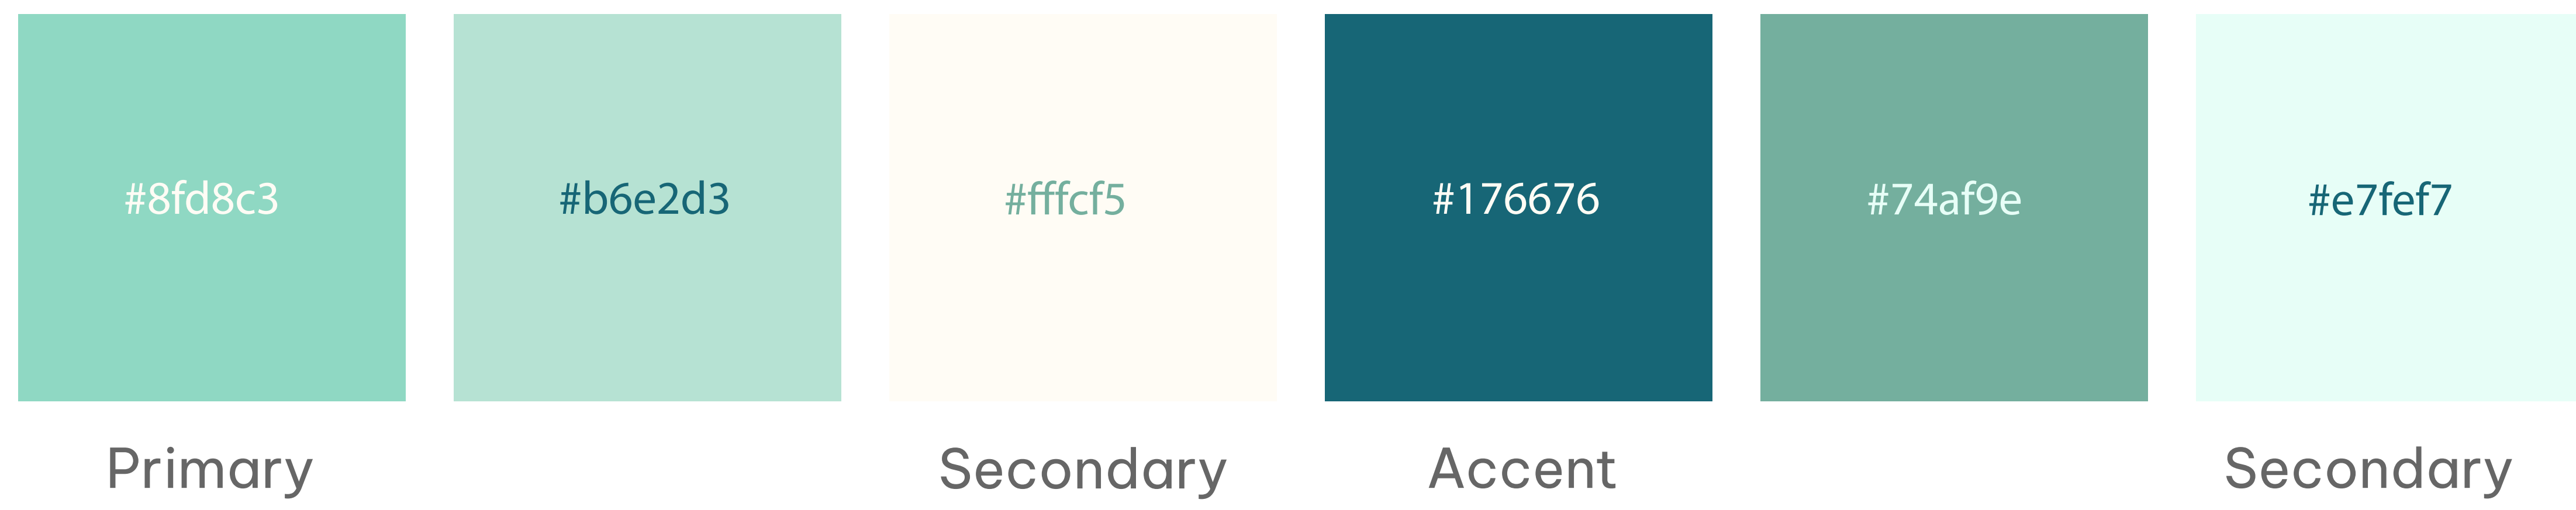 #8fd8c3
#b6e2d3
#fffcf5
#176676
#74af9e
#e7fef7
Primary
Secondary
Accent
Secondary